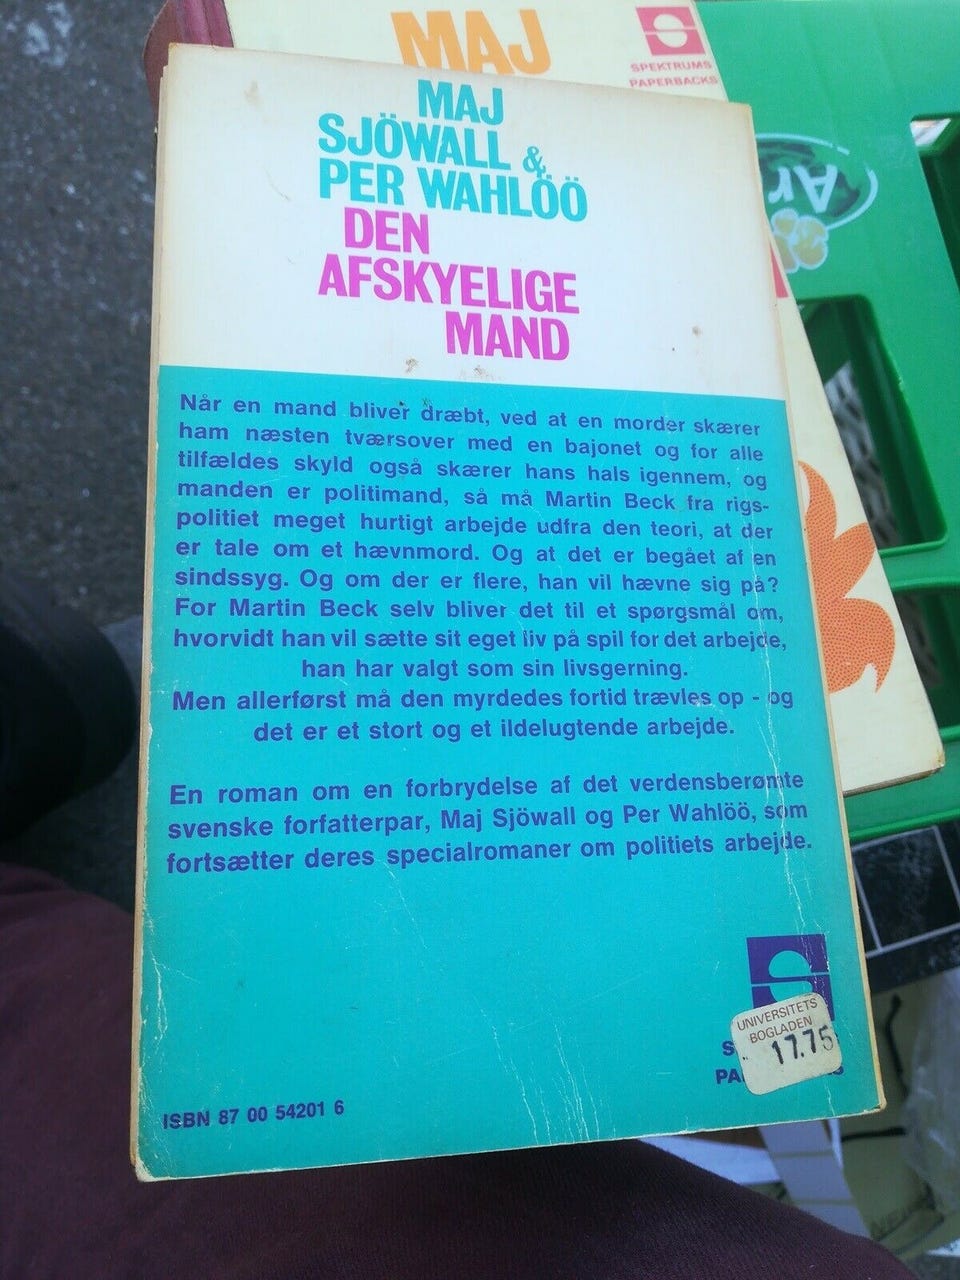 MAJ
SPEKTRUMS
PAPERBACKS
MAJ
SJÖWALL &
PER WAHLÖÖ
DEN
AFSKYELIGE
MAND
Når en mand bliver dræbt, ved at en morder skærer
ham næsten tværsover med en bajonet og for alle
tilfældes skyld også skærer hans hals igennem, og
manden er politimand, så må Martin Beck fra rigs-
politiet meget hurtigt arbejde udfra den teori, at der
er tale om et hævnmord. Og at det er begået af en
sindssyg. Og om der er flere, han vil hævne sig på?
For Martin Beck selv bliver det til et spørgsmål om,
hvorvidt han vil sætte sit eget liv på spil for det arbejde,
han har valgt som sin livsgerning.
Men allerførst må den myrdedes fortid trævles op - og
det er et stort og et ildelugtende arbejde.
En roman om en forbrydelse af det verdensberømte
svenske forfatterpar, Maj Sjöwall og Per Wahlöö, som
fortsætter deres specialromaner om politiets arbejde.
UNIVERSITETS
BOGLADEN
17.75
ISBN 87 00 54201 6